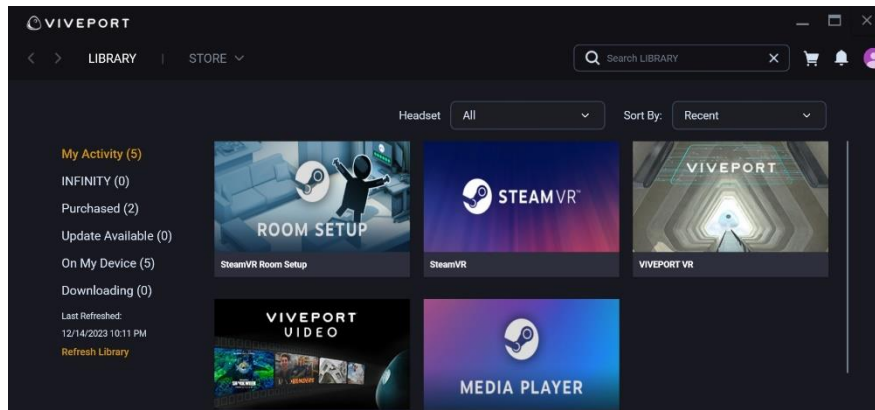 VIVEPORT
LIBRARY | STORE
Search LIBRARY
Headset All Sort By: Recent
My Activity (5)
INFINITY (0)
Purchased (2)
Update Available (0)
On My Device (5)
Downloading (0)
Last Refreshed:
12/14/2023 10:11 PM
Refresh Library
ROOM SETUP
SteamVR Room Setup
STEAMVR™
SteamVR
VIVEPORT
VIVEPORT VR
VIVEPORT
VIDEO
MEDIA PLAYER